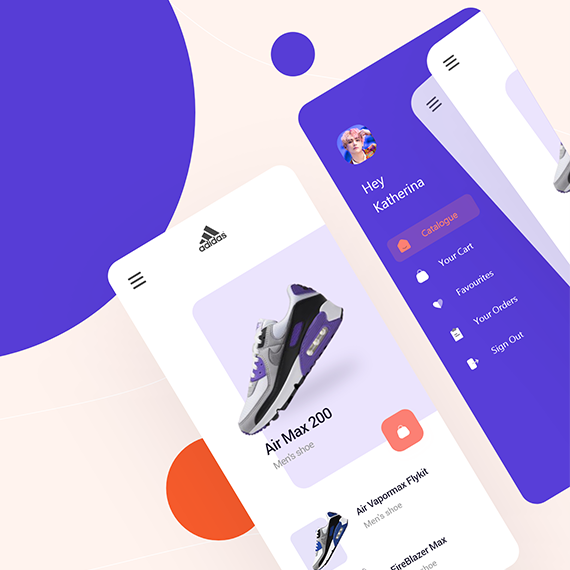 adidas
Air Max 200
Men's shoe
Air Vapormax Flykit
Men's shoe
FireBlazer Max
Hey
Katherina
Catalogue
Your Cart
Favourites
Your Orders
Sign Out